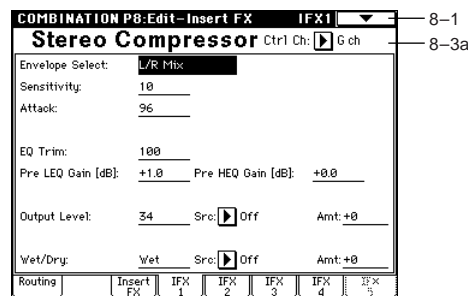 COMBINATION P8:Edit-Insert FX IFX1
8–1
Stereo Compressor Ctrl Ch: G ch
8–3a
Envelope Select: L/R Mix
Sensitivity: 10
Attack: 96
EQ Trim: 100
Pre LEQ Gain [dB]: +1.0 Pre HEQ Gain [dB]: +0.0
Output Level: 34 Src: Off Amt: +0
Wet/Dry: Wet Src: Off Amt: +0
Routing Insert FX IFX 1 IFX 2 IFX 3 IFX 4 IFX 5